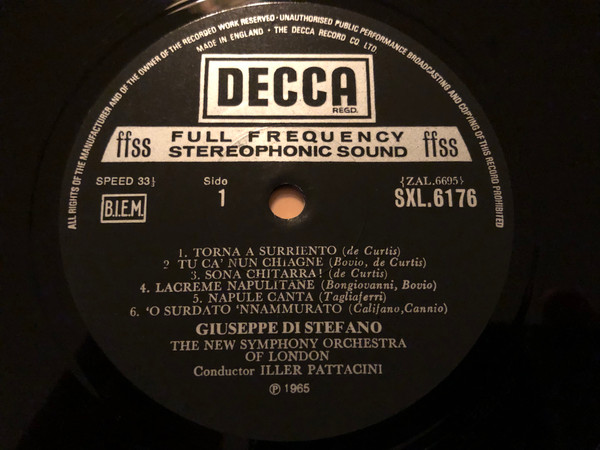 ALL RIGHTS OF THE MANUFACTURER AND OF THE OWNER OF THE RECORDED WORK RESERVED · UNAUTHORISED PUBLIC PERFORMANCE BROADCASTING AND COPYING OF THIS RECORD PROHIBITED
MADE IN ENGLAND · THE DECCA RECORD CO LTD
DECCA
REGD.
ffss FULL FREQUENCY ffss
STEREOPHONIC SOUND
SPEED 33⅓ Side {ZAL.6695}
B.I.E.M. 1 SXL.6176
1. TORNA A SURRIENTO (de Curtis)
2 TU CA' NUN CHIAGNE (Bovio, de Curtis)
3. SONA CHITARRA! (de Curtis)
4. LACREME NAPULITANE (Bongiovanni, Bovio)
5. NAPULE CANTA (Tagliaferri)
6. 'O SURDATO 'NNAMMURATO (Califano,Cannio)
GIUSEPPE DI STEFANO
THE NEW SYMPHONY ORCHESTRA
OF LONDON
Conductor ILLER PATTACINI
℗ 1965